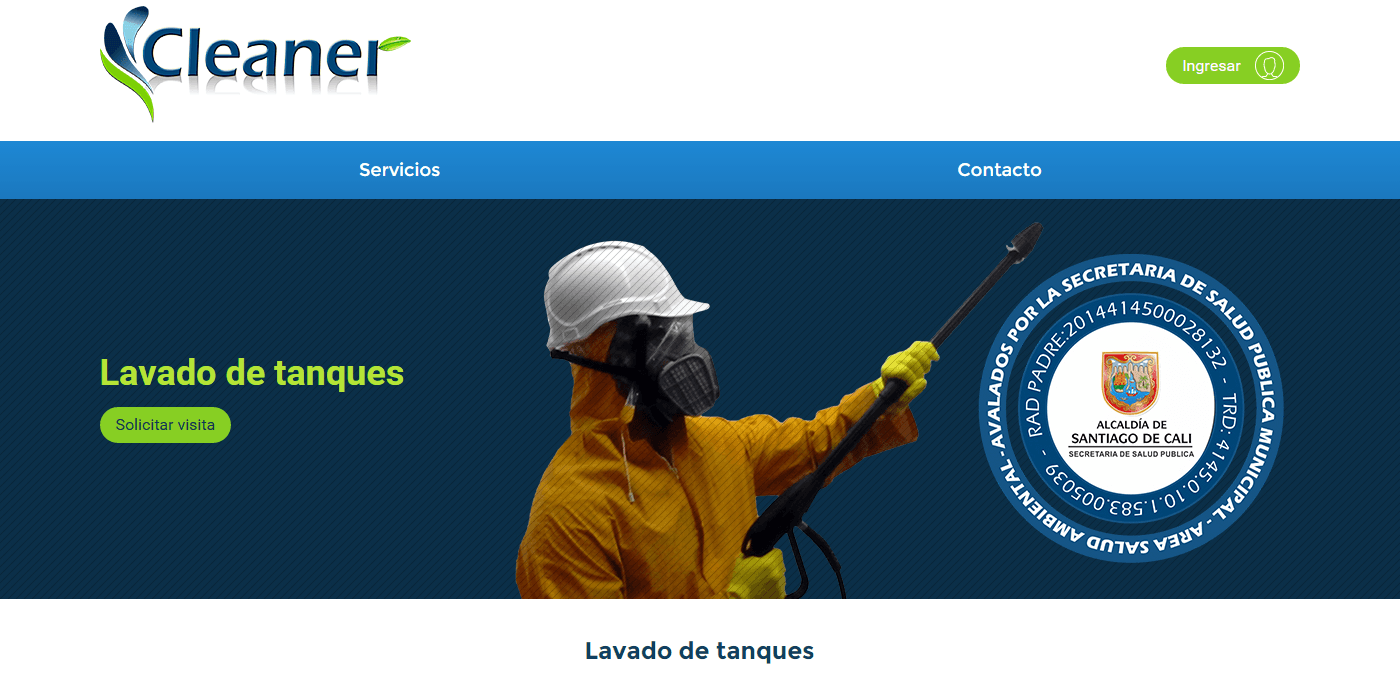 Cleaner
Ingresar
Servicios
Contacto
Lavado de tanques
Solicitar visita
AVALADOS POR LA SECRETARIA DE SALUD PUBLICA MUNICIPAL - AREA SALUD AMBIENTAL -
RAD PADRE:2014414500028132 - TRD: 4145.0.10.1.583.005039 -
ALCALDÍA DE
SANTIAGO DE CALI
SECRETARIA DE SALUD PUBLICA
Lavado de tanques